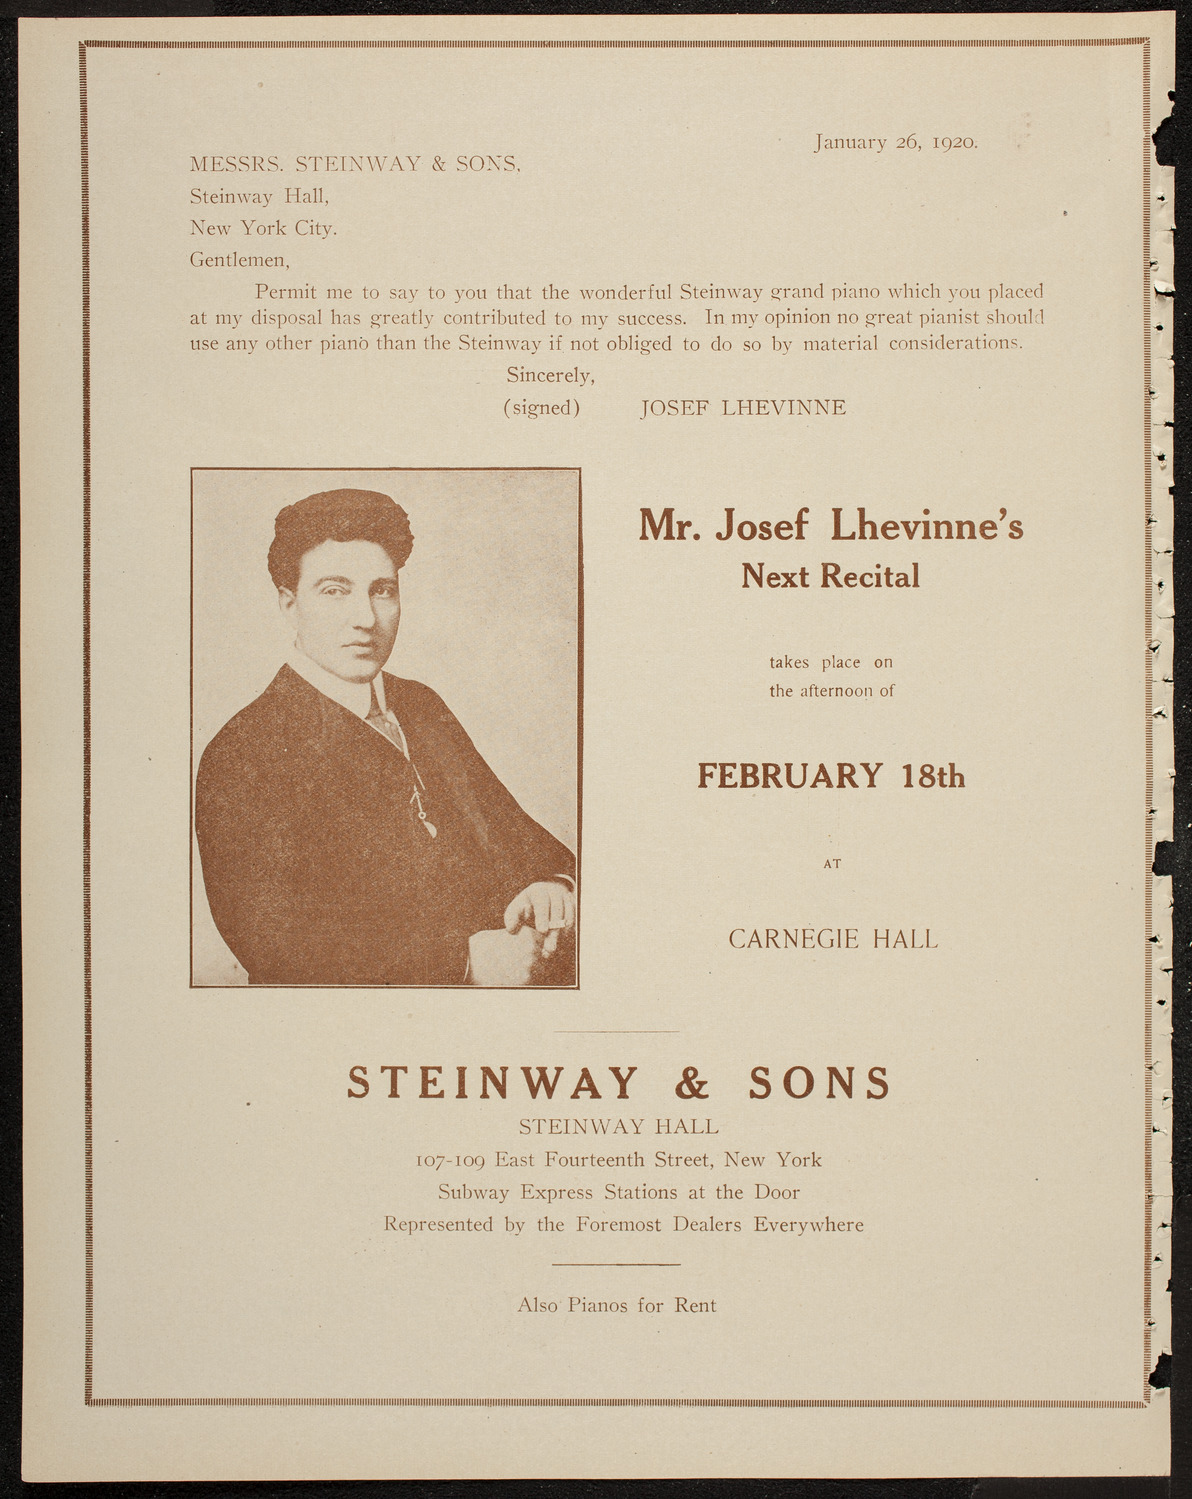 January 26, 1920.
MESSRS. STEINWAY & SONS,
Steinway Hall,
New York City.
Gentlemen,
Permit me to say to you that the wonderful Steinway grand piano which you placed
at my disposal has greatly contributed to my success. In my opinion no great pianist should
use any other piano than the Steinway if not obliged to do so by material considerations.
Sincerely,
(signed) JOSEF LHEVINNE
Mr. Josef Lhevinne's
Next Recital
takes place on
the afternoon of
FEBRUARY 18th
AT
CARNEGIE HALL
STEINWAY & SONS
STEINWAY HALL
107-109 East Fourteenth Street, New York
Subway Express Stations at the Door
Represented by the Foremost Dealers Everywhere
Also Pianos for Rent